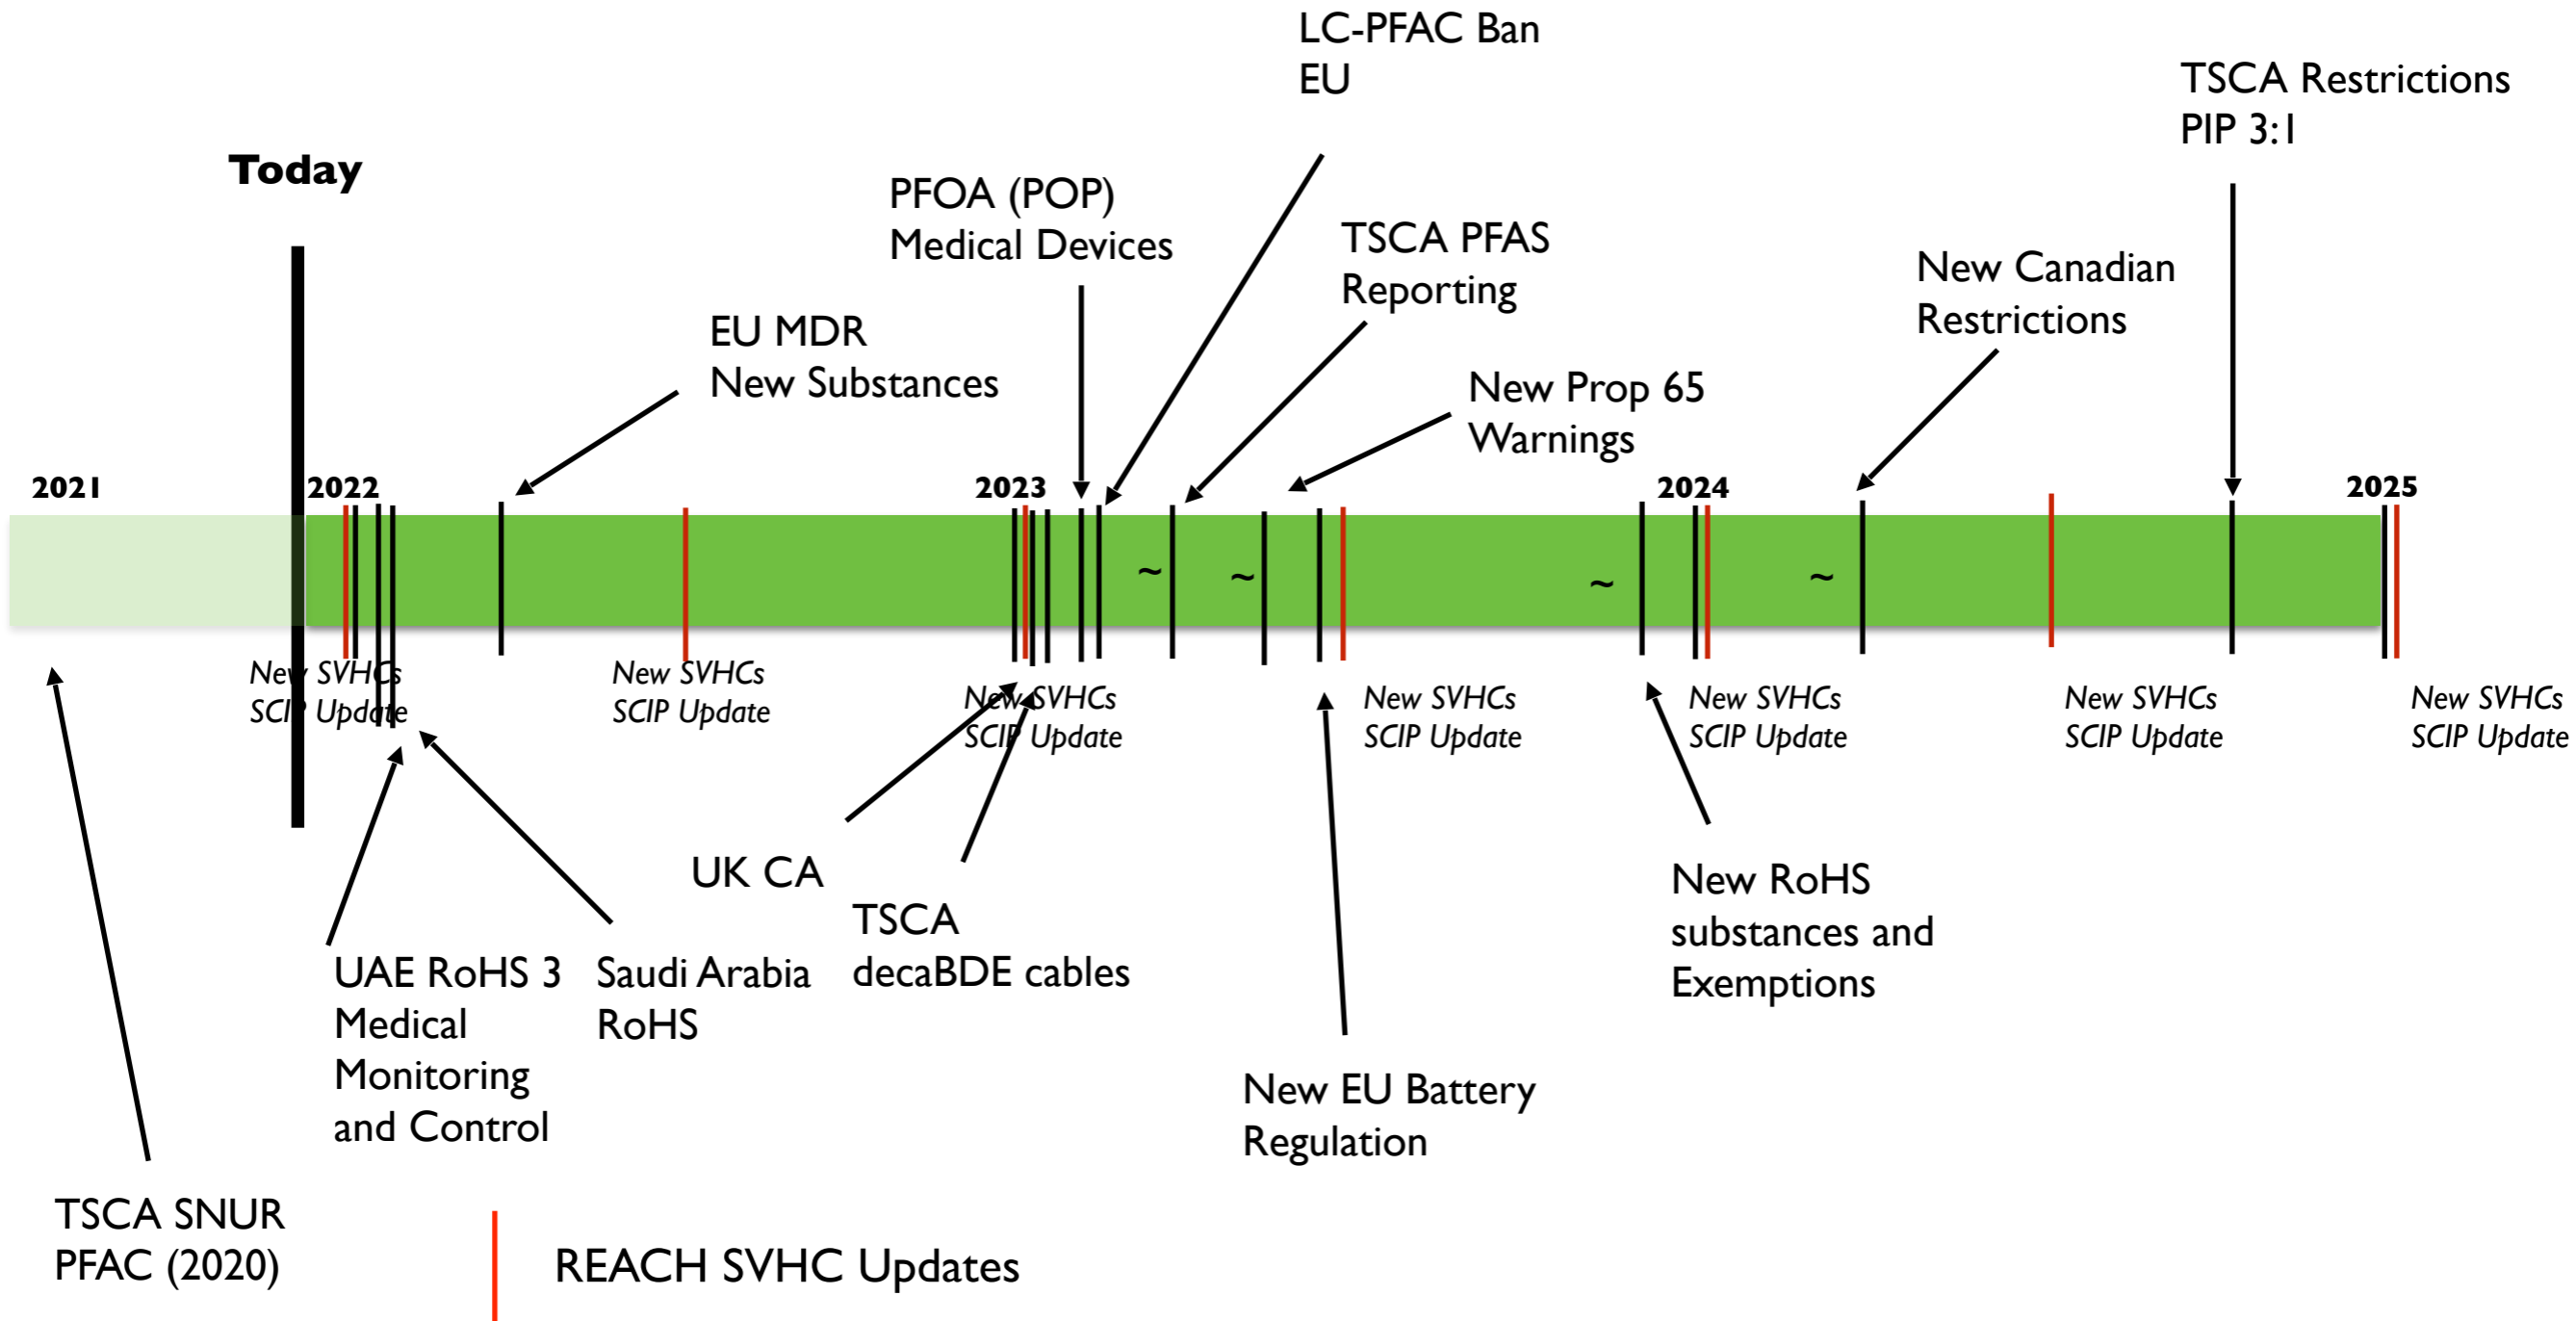 LC-PFAC Ban
EU
TSCA Restrictions
PIP 3:1
Today
PFOA (POP)
Medical Devices
TSCA PFAS
Reporting
New Canadian
Restrictions
EU MDR
New Substances
New Prop 65
Warnings
2021
2022
2023
2024
2025
~
~
~
~
New SVHCs
SCIP Update
New SVHCs
SCIP Update
New SVHCs
SCIP Update
New SVHCs
SCIP Update
New SVHCs
SCIP Update
New SVHCs
SCIP Update
New SVHCs
SCIP Update
UK CA
TSCA
decaBDE cables
New RoHS
substances and
Exemptions
UAE RoHS 3
Medical
Monitoring
and Control
Saudi Arabia
RoHS
New EU Battery
Regulation
TSCA SNUR
PFAC (2020)
REACH SVHC Updates